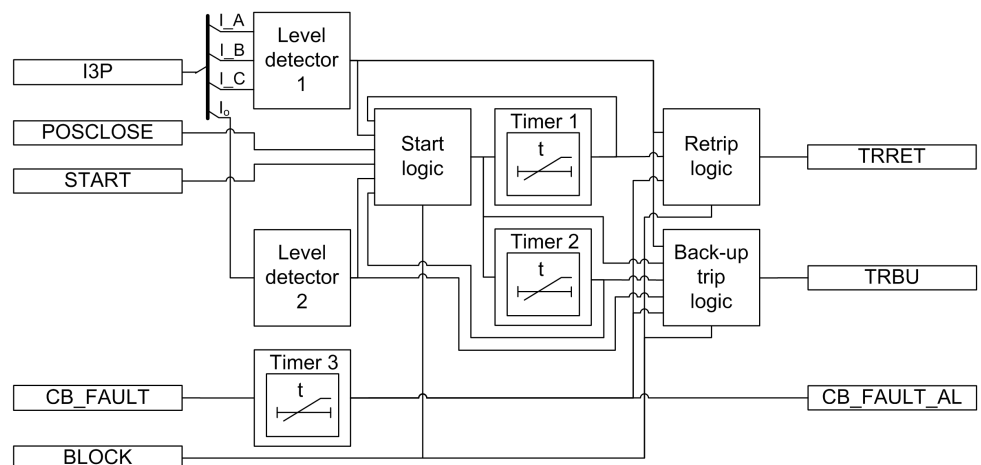 I_A
I_B
I_C
Iₒ
I3P
POSCLOSE
START
Level
detector
1
Start
logic
Timer 1
t
Retrip
logic
TRRET
Level
detector
2
Timer 2
t
Back-up
trip
logic
TRBU
Timer 3
t
CB_FAULT
CB_FAULT_AL
BLOCK